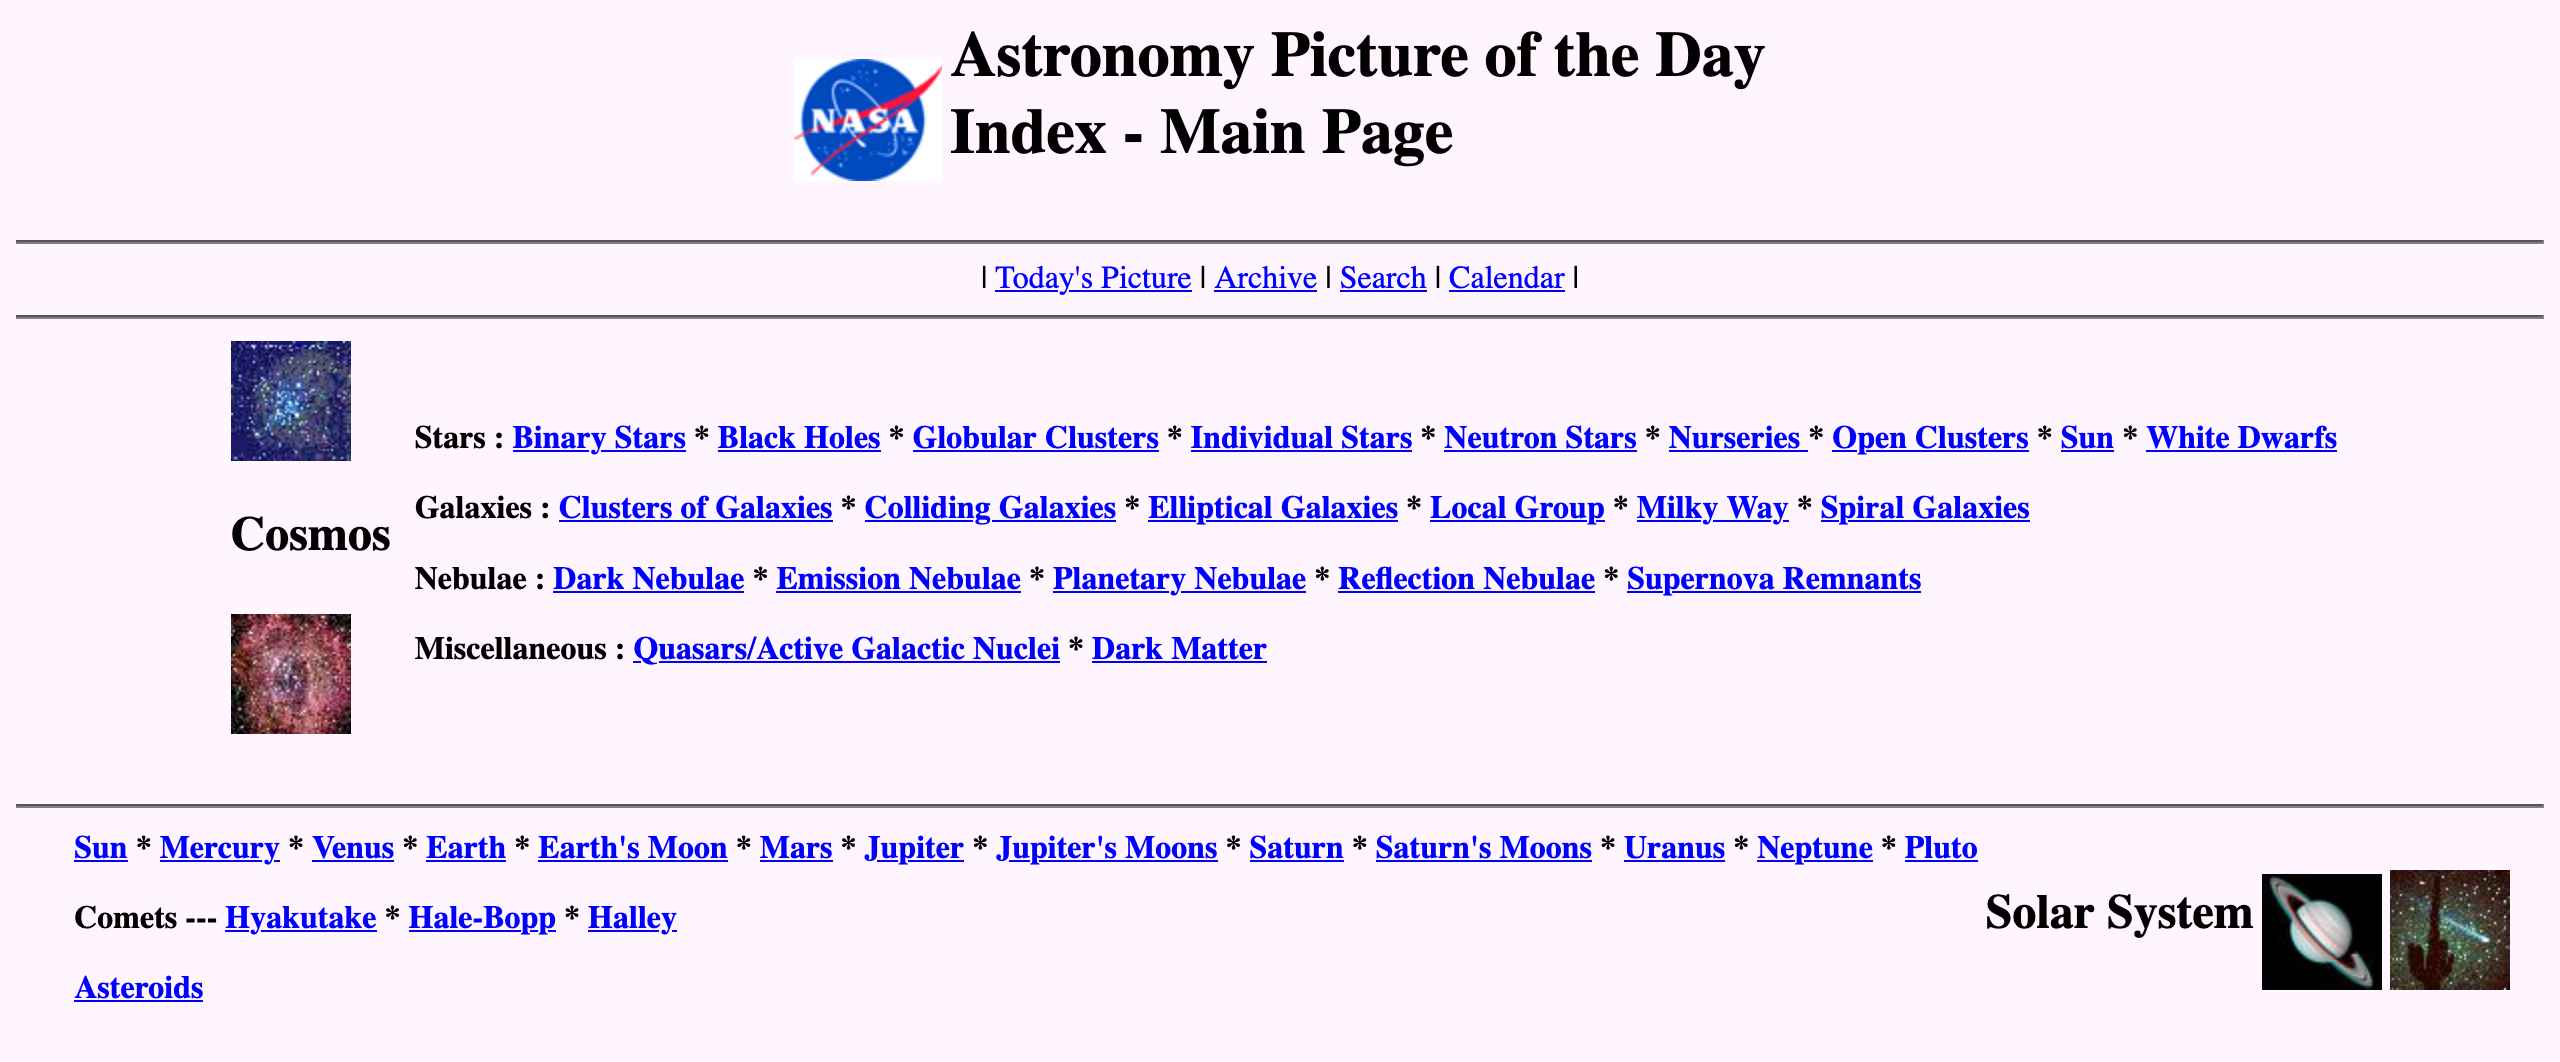 NASA
Astronomy Picture of the Day
Index - Main Page
| Today's Picture | Archive | Search | Calendar |
Cosmos
Stars : Binary Stars * Black Holes * Globular Clusters * Individual Stars * Neutron Stars * Nurseries * Open Clusters * Sun * White Dwarfs
Galaxies : Clusters of Galaxies * Colliding Galaxies * Elliptical Galaxies * Local Group * Milky Way * Spiral Galaxies
Nebulae : Dark Nebulae * Emission Nebulae * Planetary Nebulae * Reflection Nebulae * Supernova Remnants
Miscellaneous : Quasars/Active Galactic Nuclei * Dark Matter
Sun * Mercury * Venus * Earth * Earth's Moon * Mars * Jupiter * Jupiter's Moons * Saturn * Saturn's Moons * Uranus * Neptune * Pluto
Comets --- Hyakutake * Hale-Bopp * Halley
Asteroids
Solar System